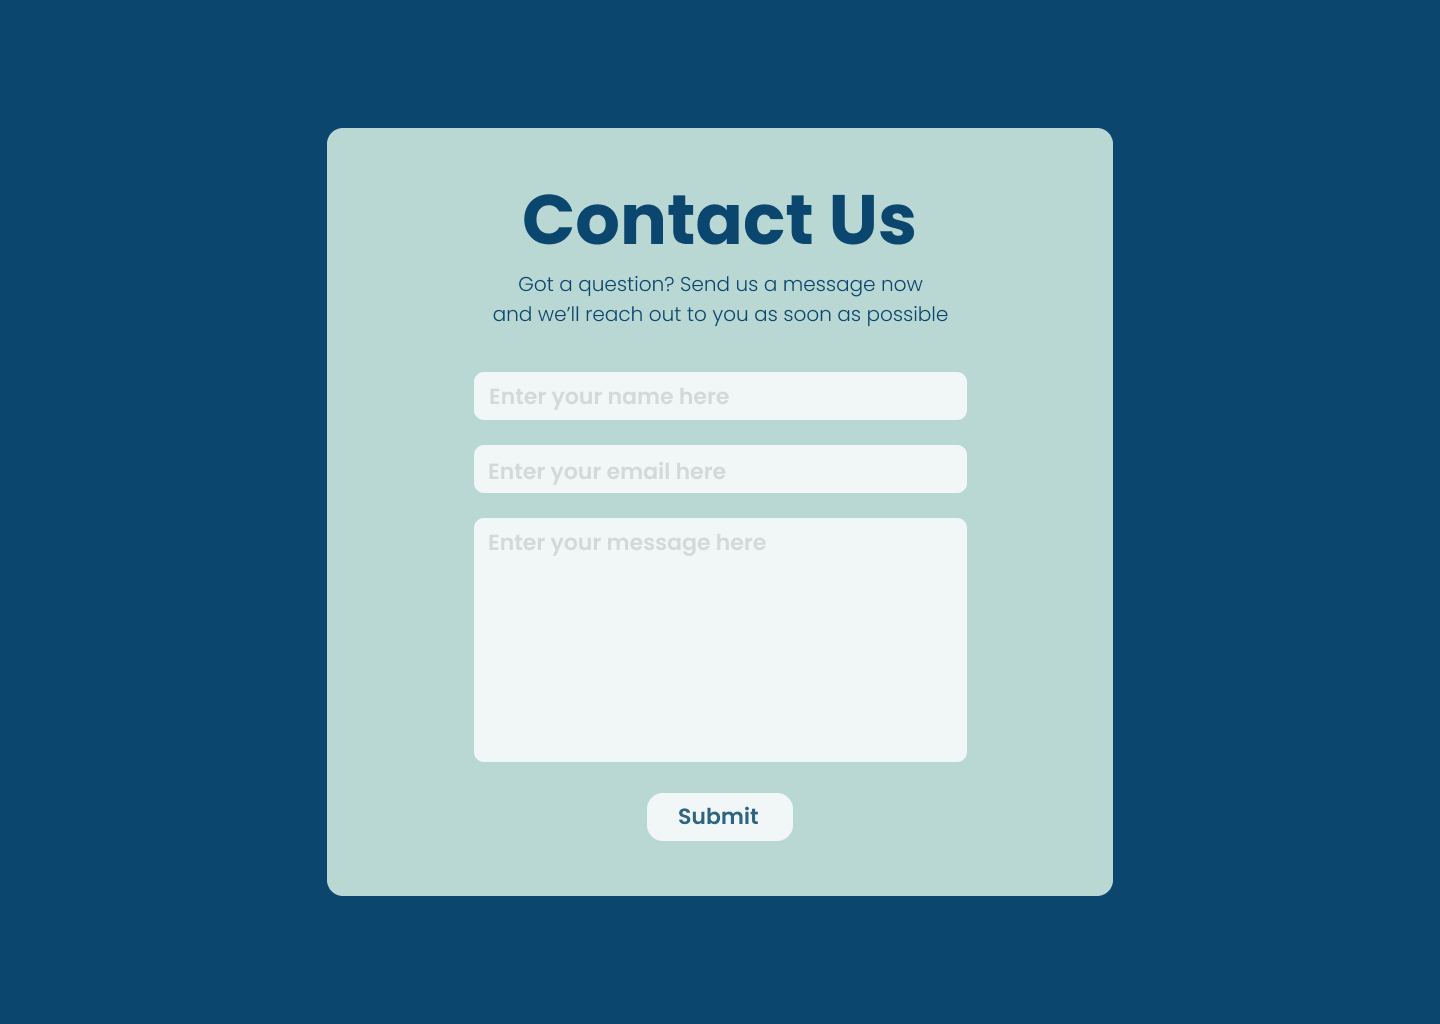 Contact Us
Got a question? Send us a message now
and we’ll reach out to you as soon as possible
Enter your name here
Enter your email here
Enter your message here
Submit